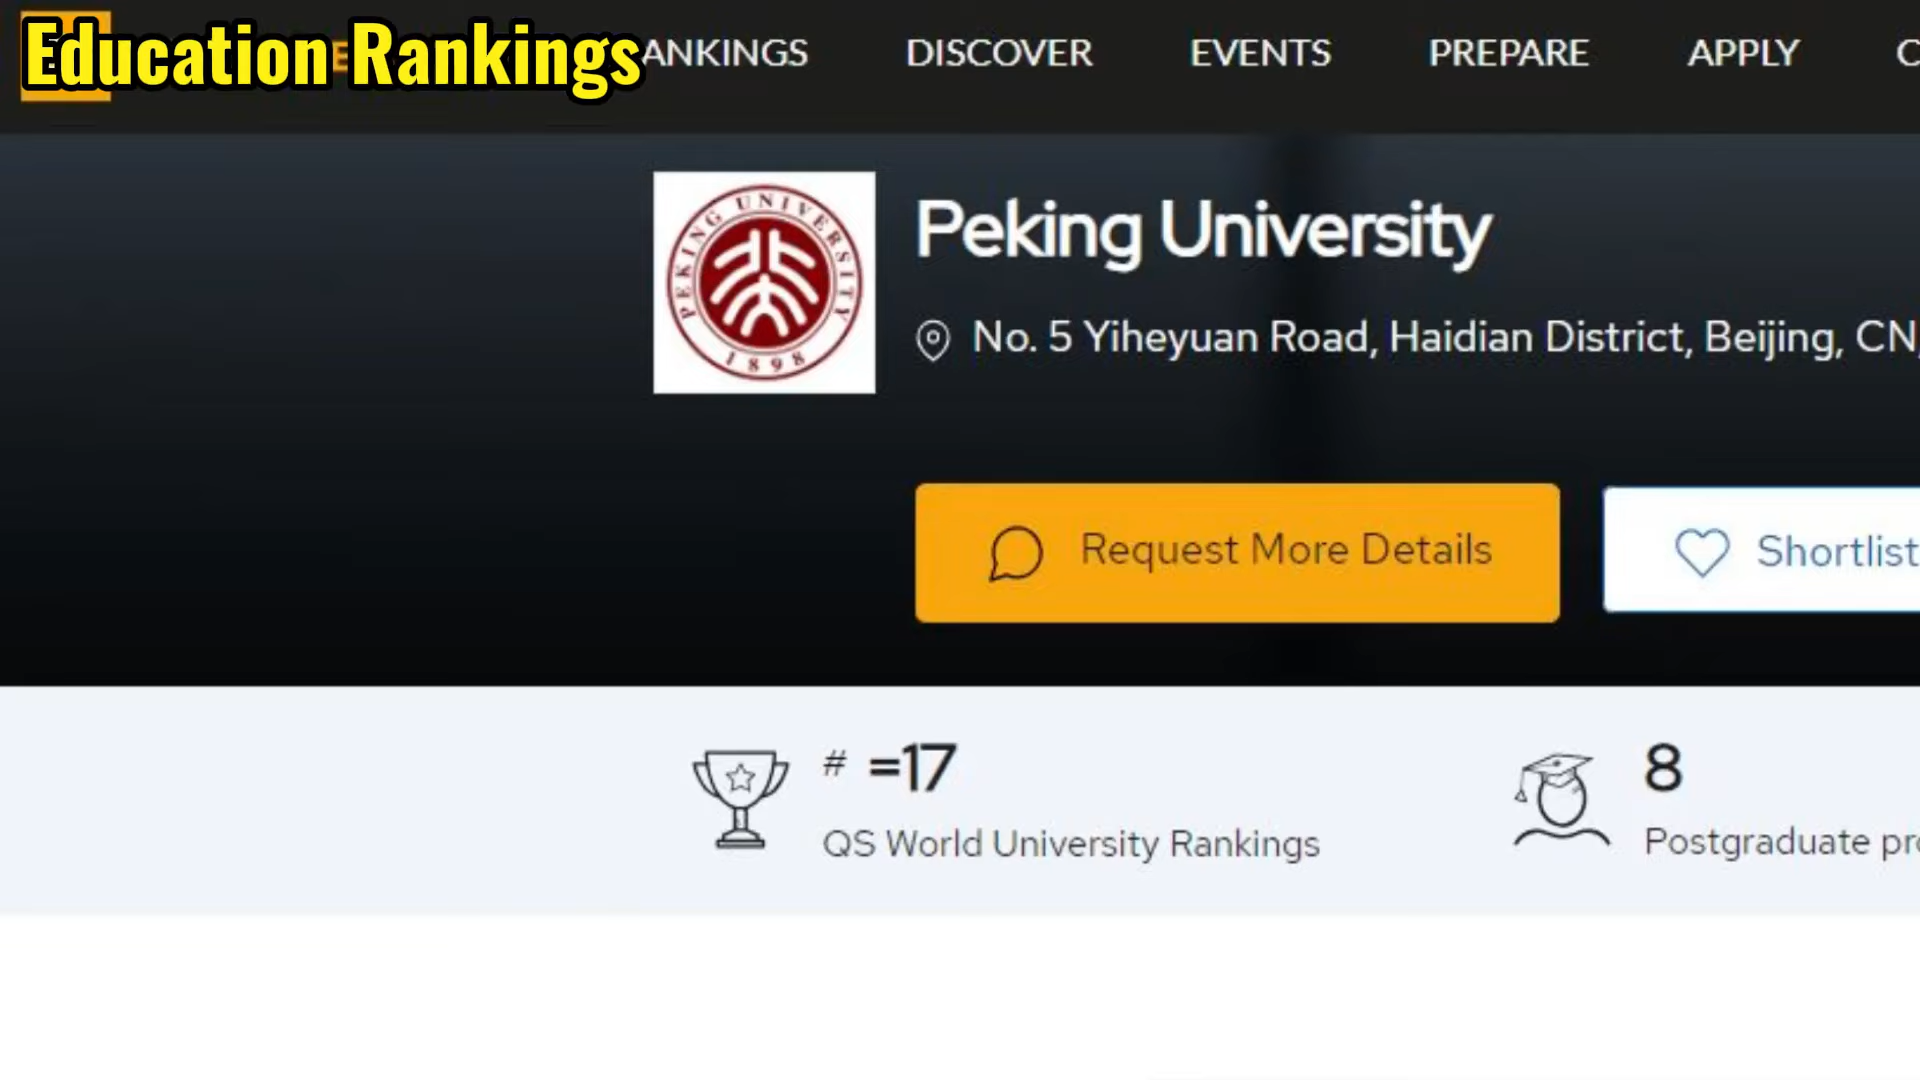 Education Rankings
ANKINGS
DISCOVER
EVENTS
PREPARE
APPLY
PEKING UNIVERSITY
1898
Peking University
No. 5 Yiheyuan Road, Haidian District, Beijing, CN,
Request More Details
Shortlist
# =17
QS World University Rankings
8
Postgraduate